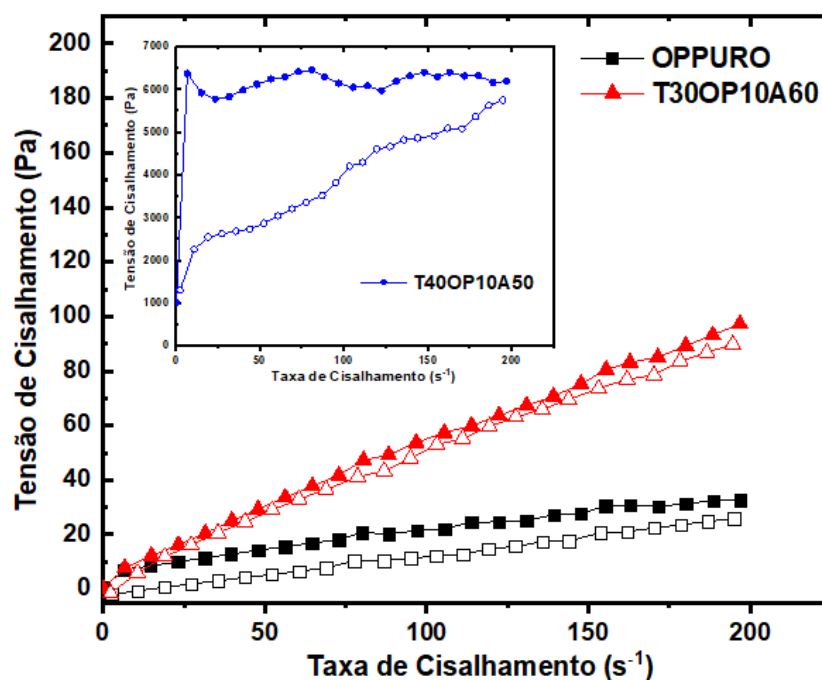 OPPURO
T30OP10A60
Tensão de Cisalhamento (Pa)
200
180
160
140
120
100
80
60
40
20
0
0 50 100 150 200
Taxa de Cisalhamento (s⁻¹)
Tensão de Cisalhamento (Pa)
7000
6000
5000
4000
3000
2000
1000
0
0 50 100 150 200
Taxa de Cisalhamento (s⁻¹)
T40OP10A50